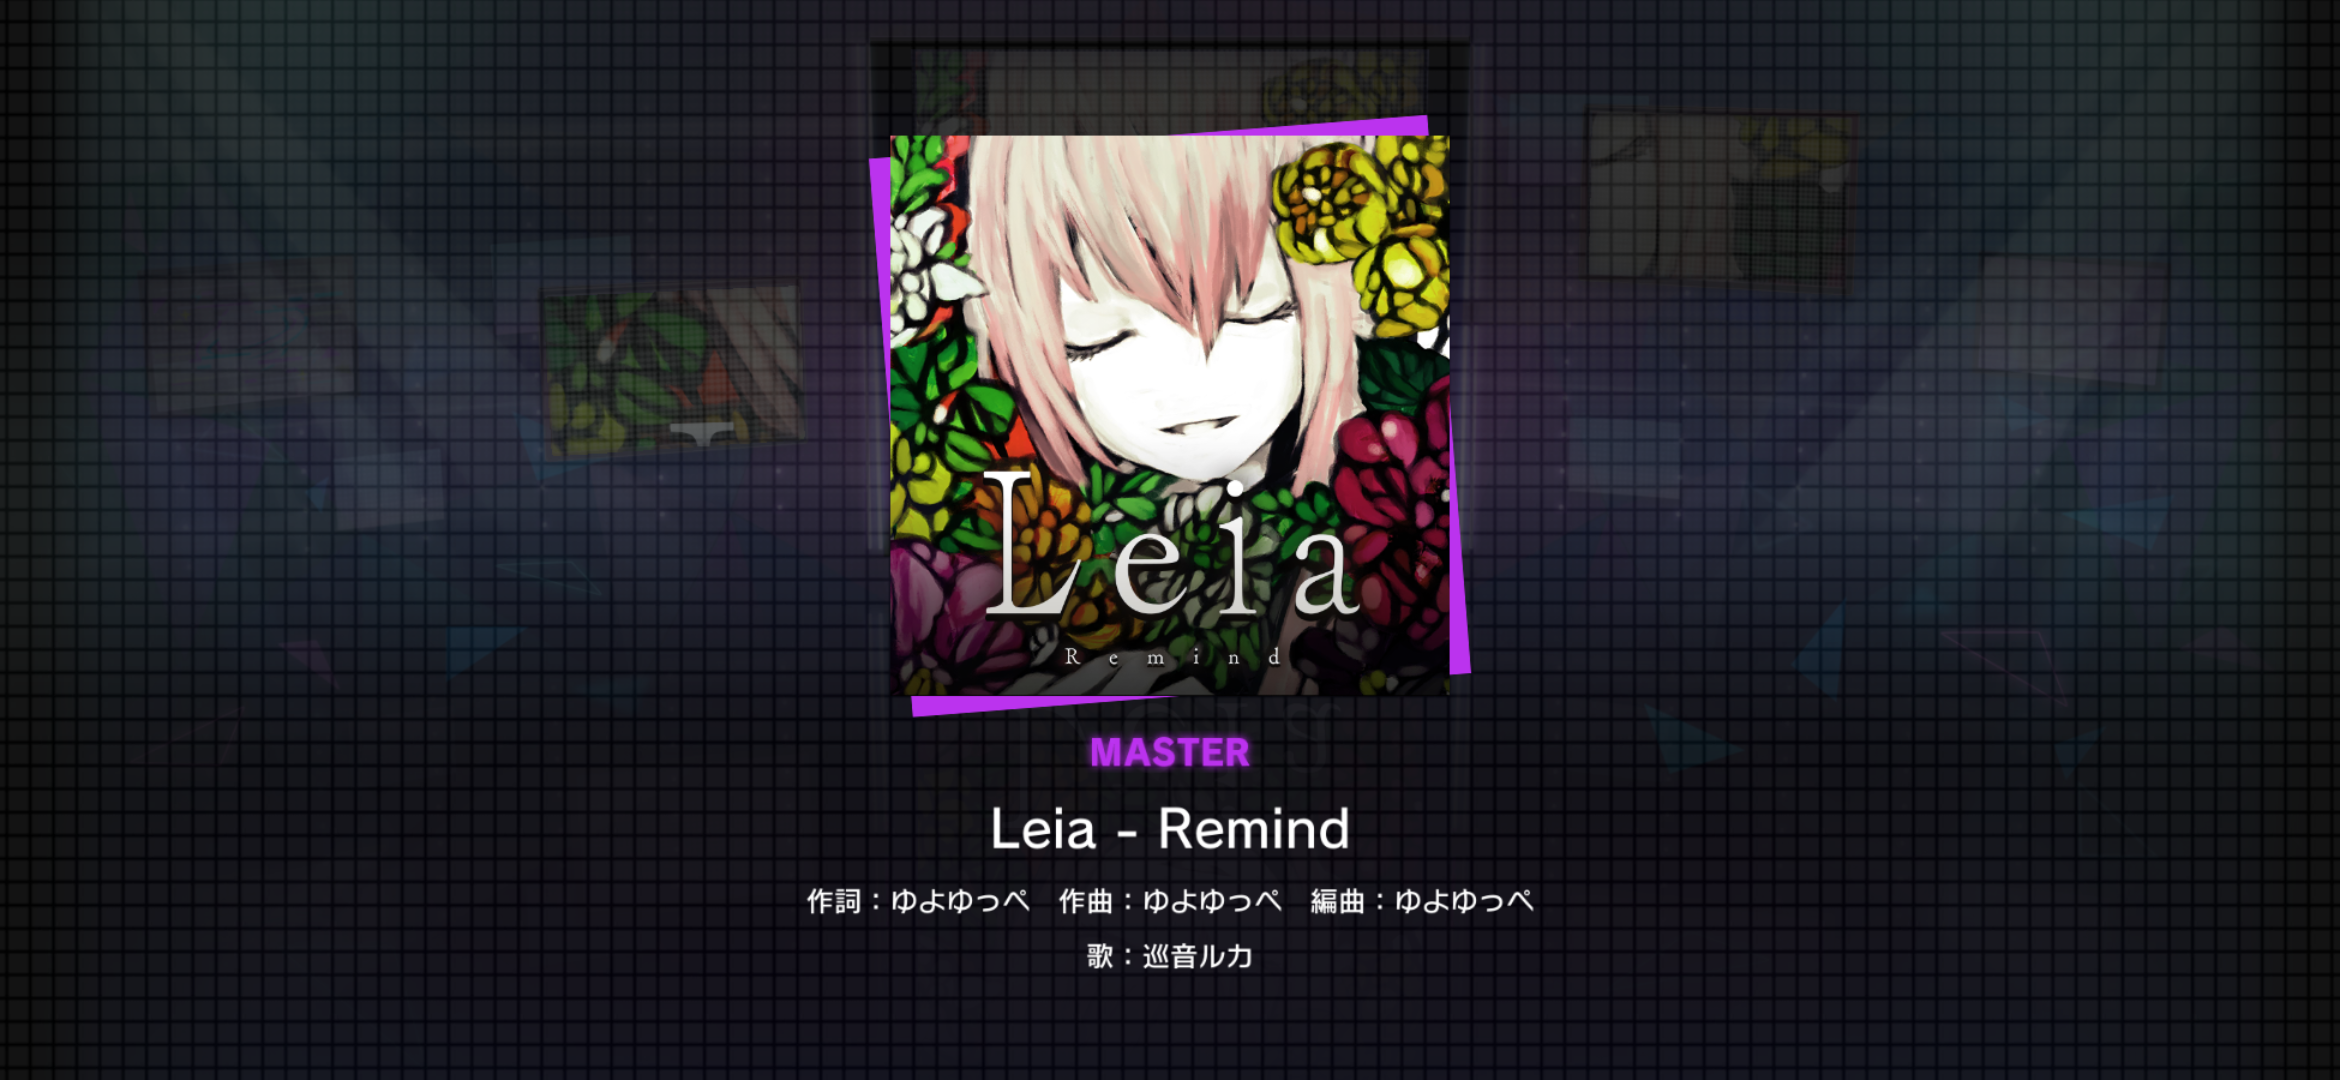 Leia
Remind
MASTER
Leia - Remind
作詞：ゆよゆっぺ　作曲：ゆよゆっぺ　編曲：ゆよゆっぺ
歌：巡音ルカ